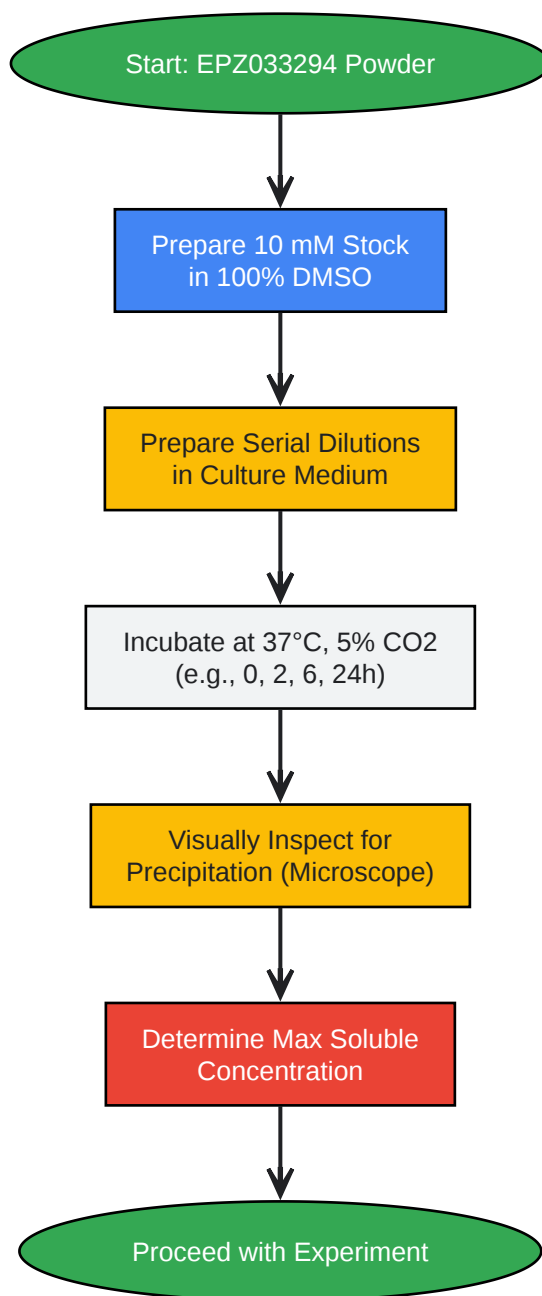 Start: EPZ033294 Powder
Prepare 10 mM Stock
in 100% DMSO
Prepare Serial Dilutions
in Culture Medium
Incubate at 37°C, 5% CO2
(e.g., 0, 2, 6, 24h)
Visually Inspect for
Precipitation (Microscope)
Determine Max Soluble
Concentration
Proceed with Experiment